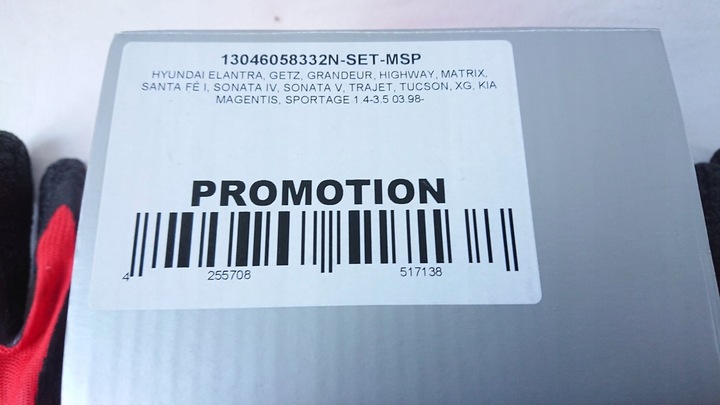 13046058332N-SET-MSP
HYUNDAI ELANTRA, GETZ, GRANDEUR, HIGHWAY, MATRIX,
SANTA FÉ I, SONATA IV, SONATA V, TRAJET, TUCSON, XG, KIA
MAGENTIS, SPORTAGE 1.4-3.5 03.98-
PROMOTION
4 255708 517138